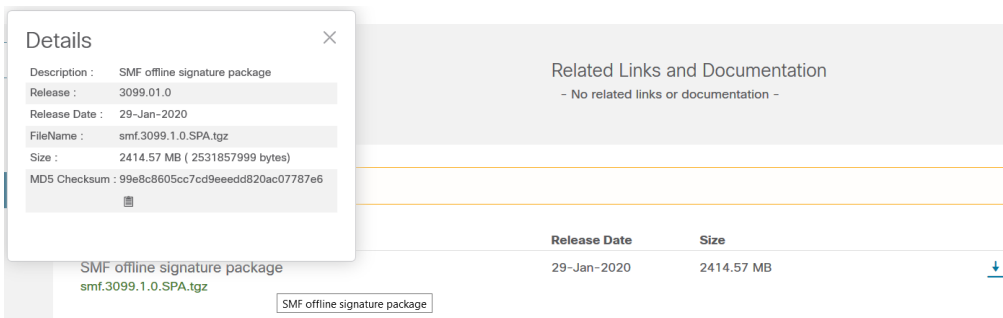 Details
Description : SMF offline signature package
Release : 3099.01.0
Release Date : 29-Jan-2020
FileName : smf.3099.1.0.SPA.tgz
Size : 2414.57 MB ( 2531857999 bytes)
MD5 Checksum : 99e8c8605cc7cd9eeedd820ac07787e6
Related Links and Documentation
- No related links or documentation -
Release Date Size
SMF offline signature package 29-Jan-2020 2414.57 MB
smf.3099.1.0.SPA.tgz
SMF offline signature package